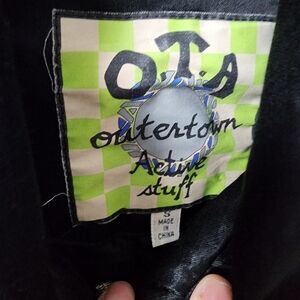 O.T.A
outertown
Active
stuff
S
MADE
IN
CHINA